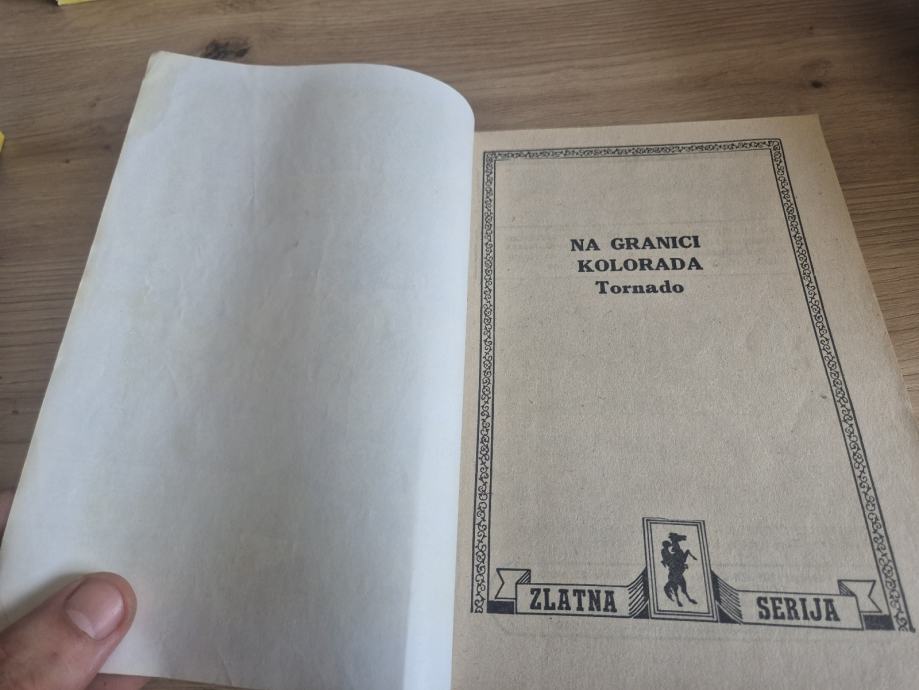 NA GRANICI
KOLORADA
Tornado
ZLATNA SERIJA